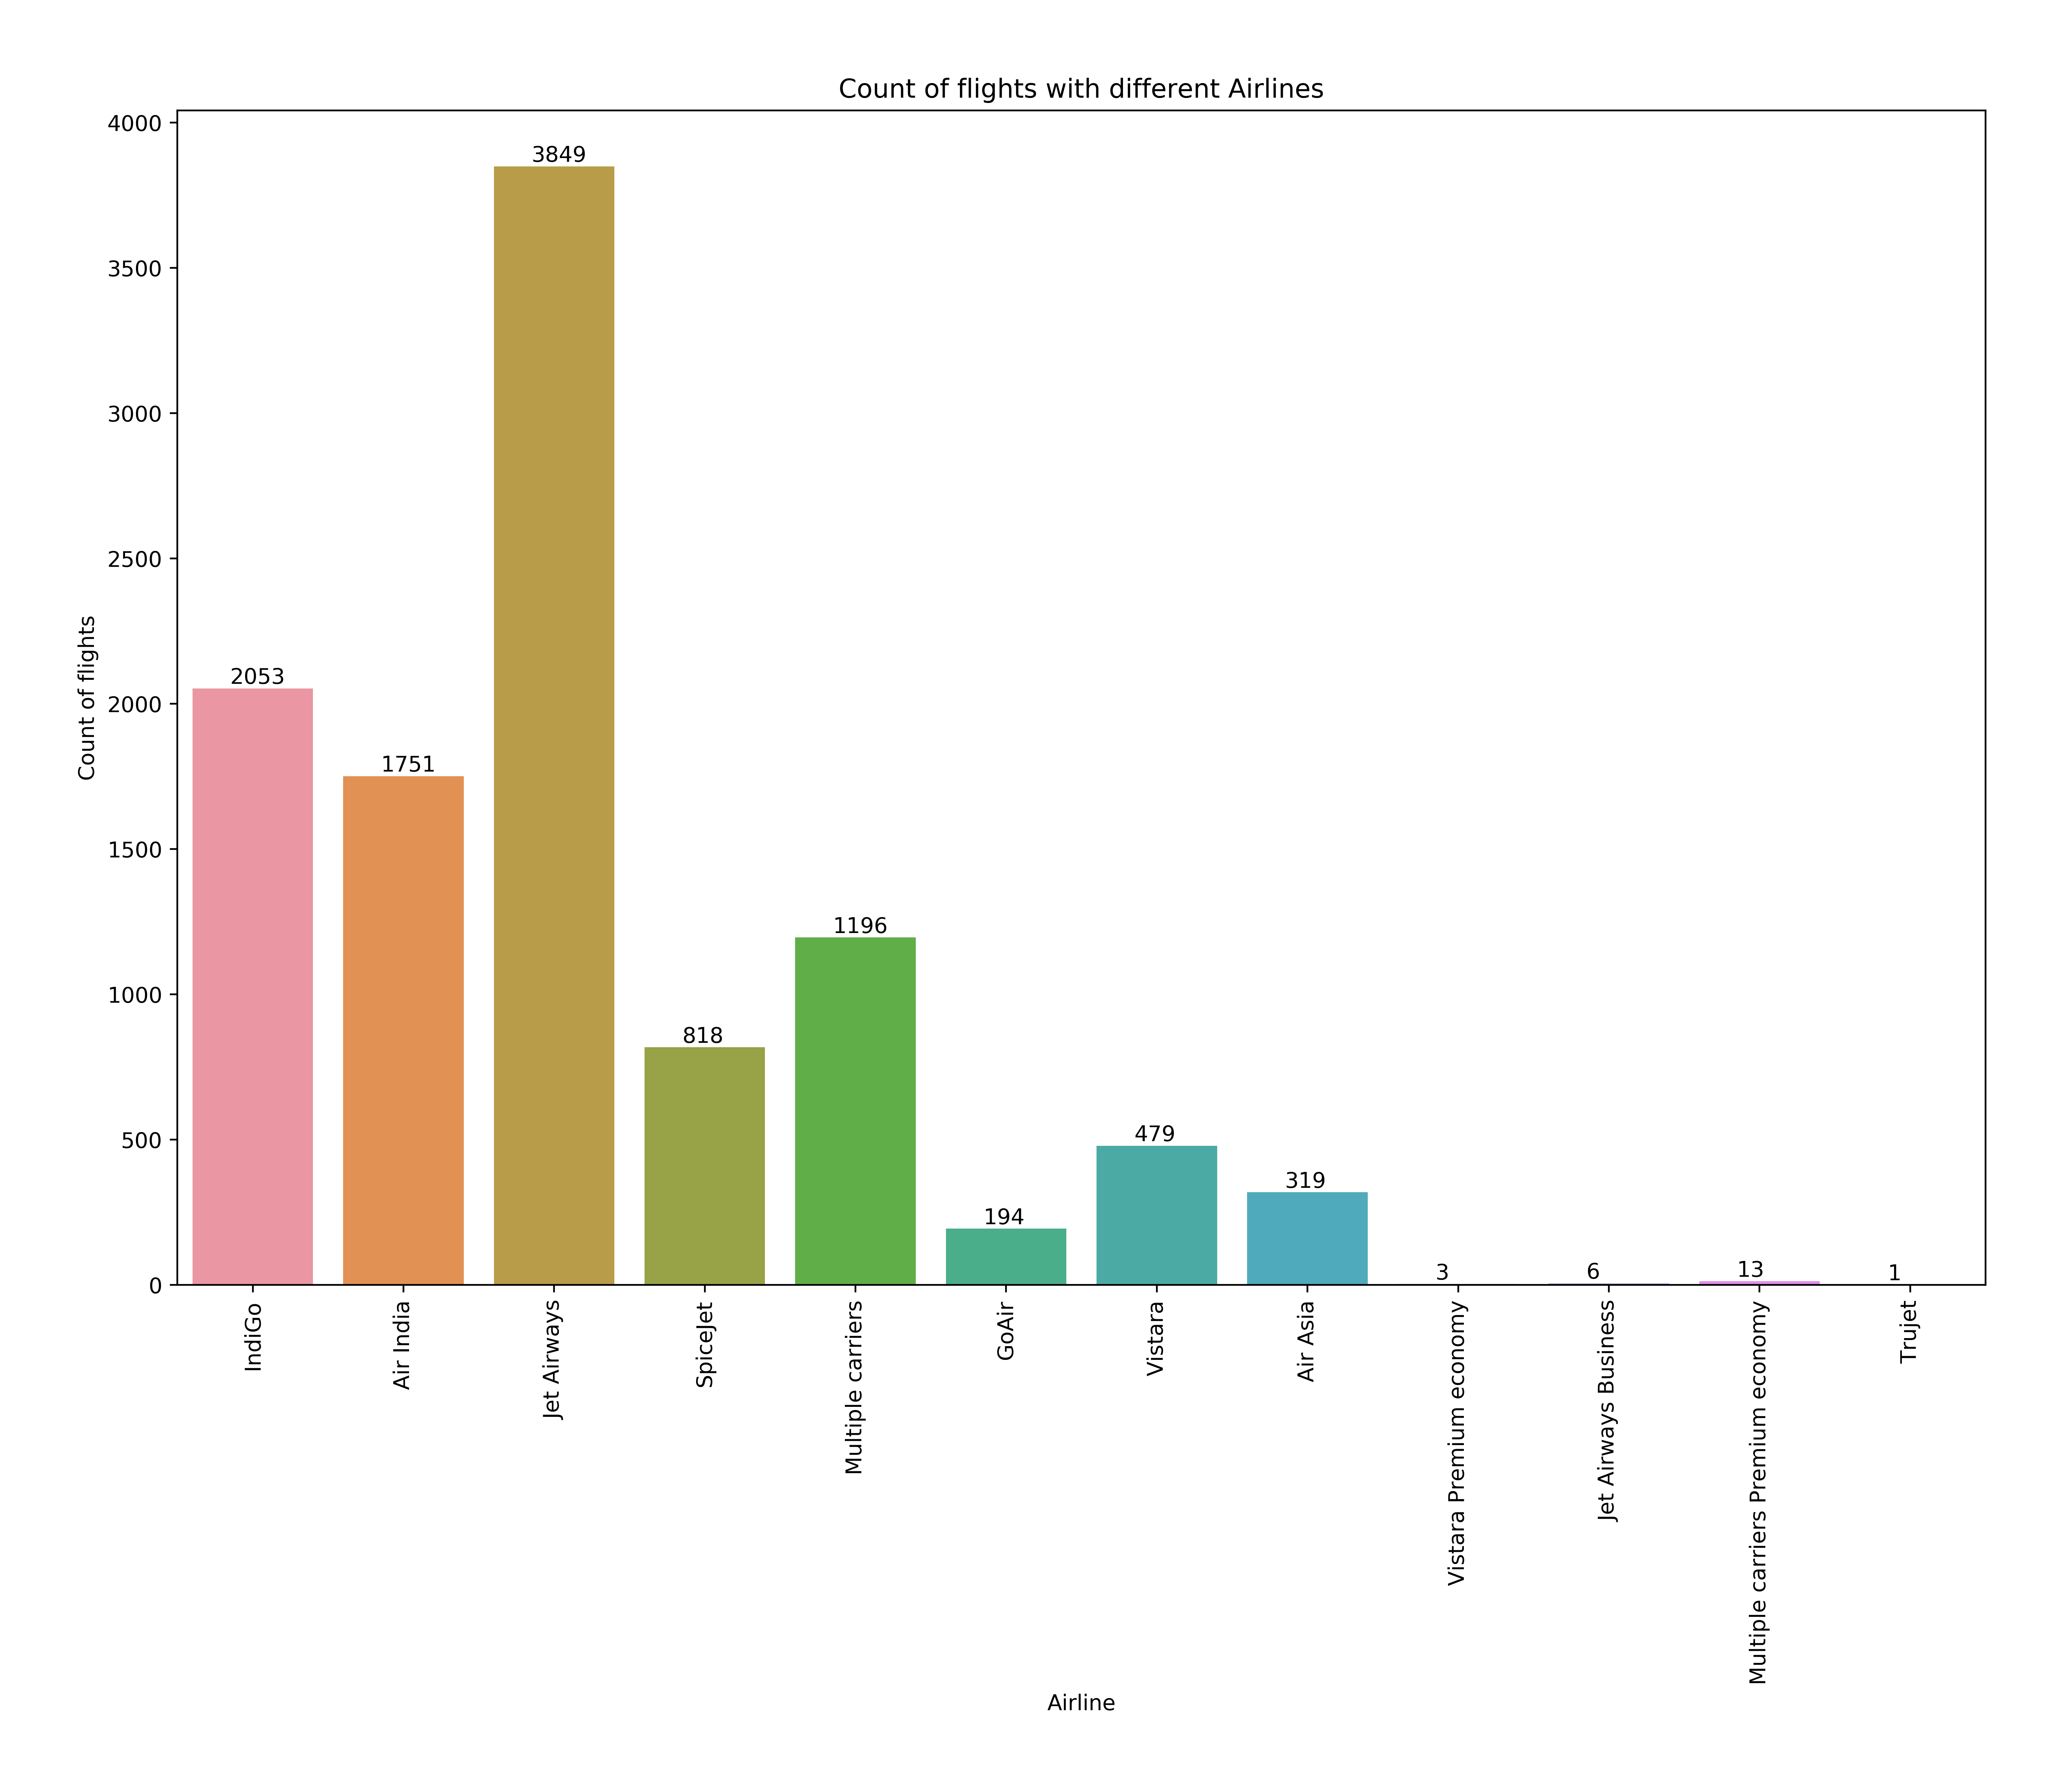 Count of flights with different Airlines
4000
3500
3000
2500
2000
1500
1000
500
0
Count of flights
2053
1751
3849
818
1196
194
479
319
3
6
13
1
IndiGo
Air India
Jet Airways
SpiceJet
Multiple carriers
GoAir
Vistara
Air Asia
Vistara Premium economy
Jet Airways Business
Multiple carriers Premium economy
Trujet
Airline